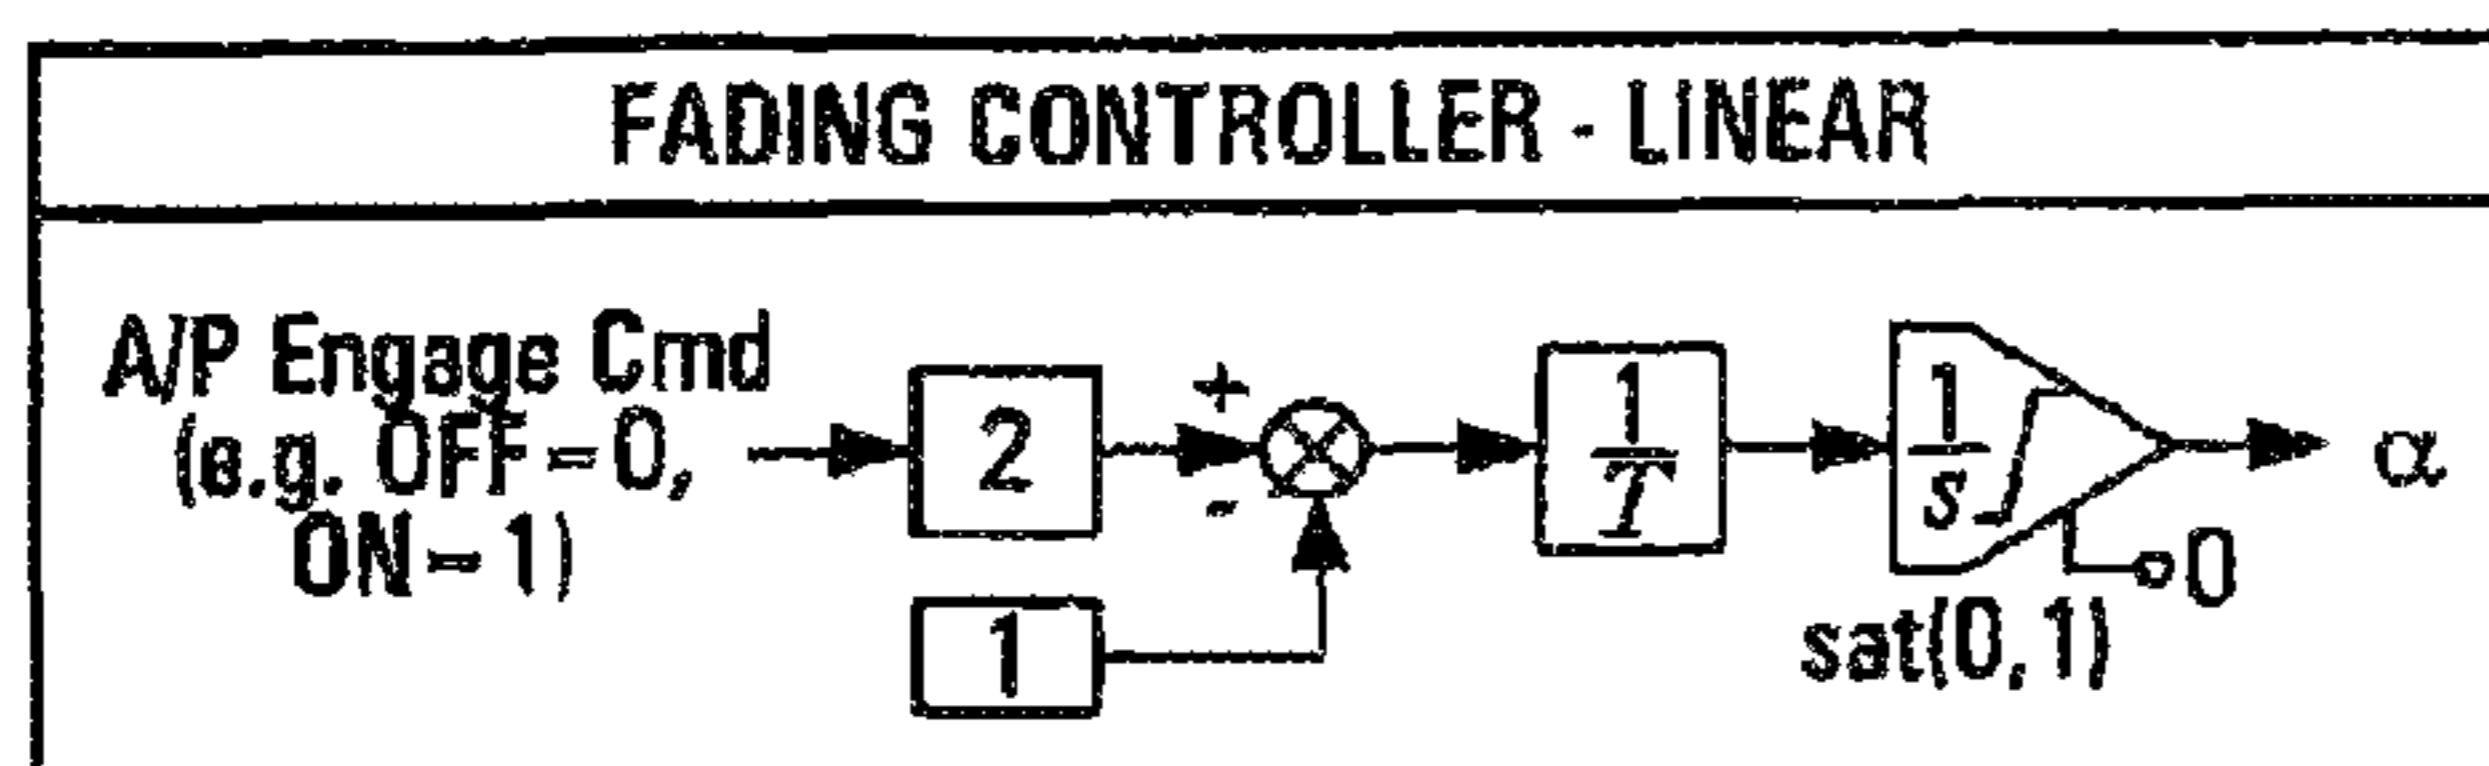 FADING CONTROLLER - LINEAR
A/P Engage Cmd
(e.g. OFF = 0,
ON = 1)
2
+
-
1
1
T
1
s
0
sat(0,1)
α